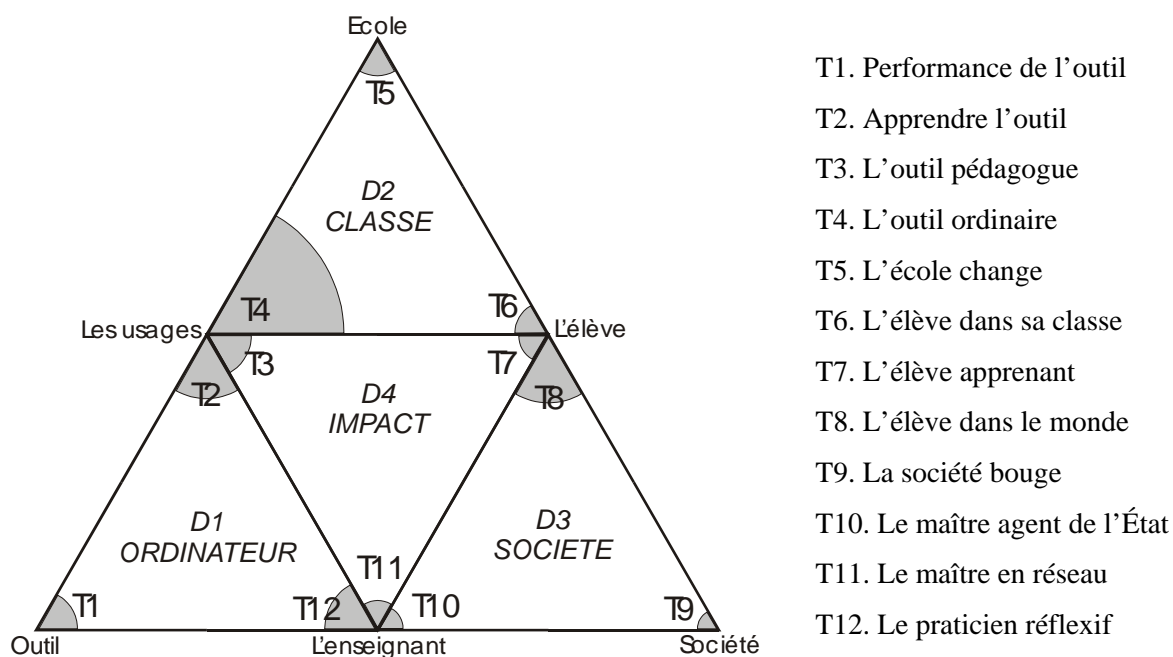 Ecole
T5
D2
CLASSE
T4
T6
Les usages
L'élève
T3
T7
T2
T8
D4
IMPACT
D1
ORDINATEUR
D3
SOCIETE
T11
T1
T12
T10
T9
Outil
L'enseignant
Société
T1. Performance de l’outil
T2. Apprendre l’outil
T3. L’outil pédagogue
T4. L’outil ordinaire
T5. L’école change
T6. L’élève dans sa classe
T7. L’élève apprenant
T8. L’élève dans le monde
T9. La société bouge
T10. Le maître agent de l’État
T11. Le maître en réseau
T12. Le praticien réflexif